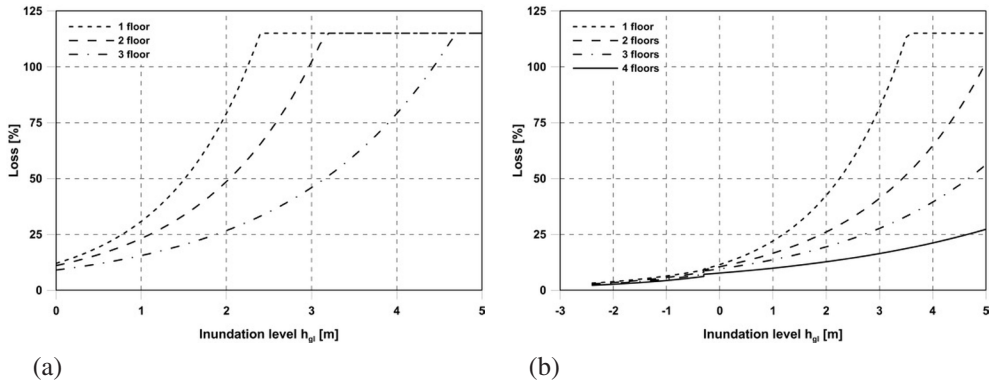 125
100
75
50
25
0
Loss [%]
1 floor
2 floor
3 floor
0 1 2 3 4 5
Inundation level hgl [m]
(a)
125
100
75
50
25
0
Loss [%]
1 floor
2 floors
3 floors
4 floors
-3 -2 -1 0 1 2 3 4 5
Inundation level hgl [m]
(b)